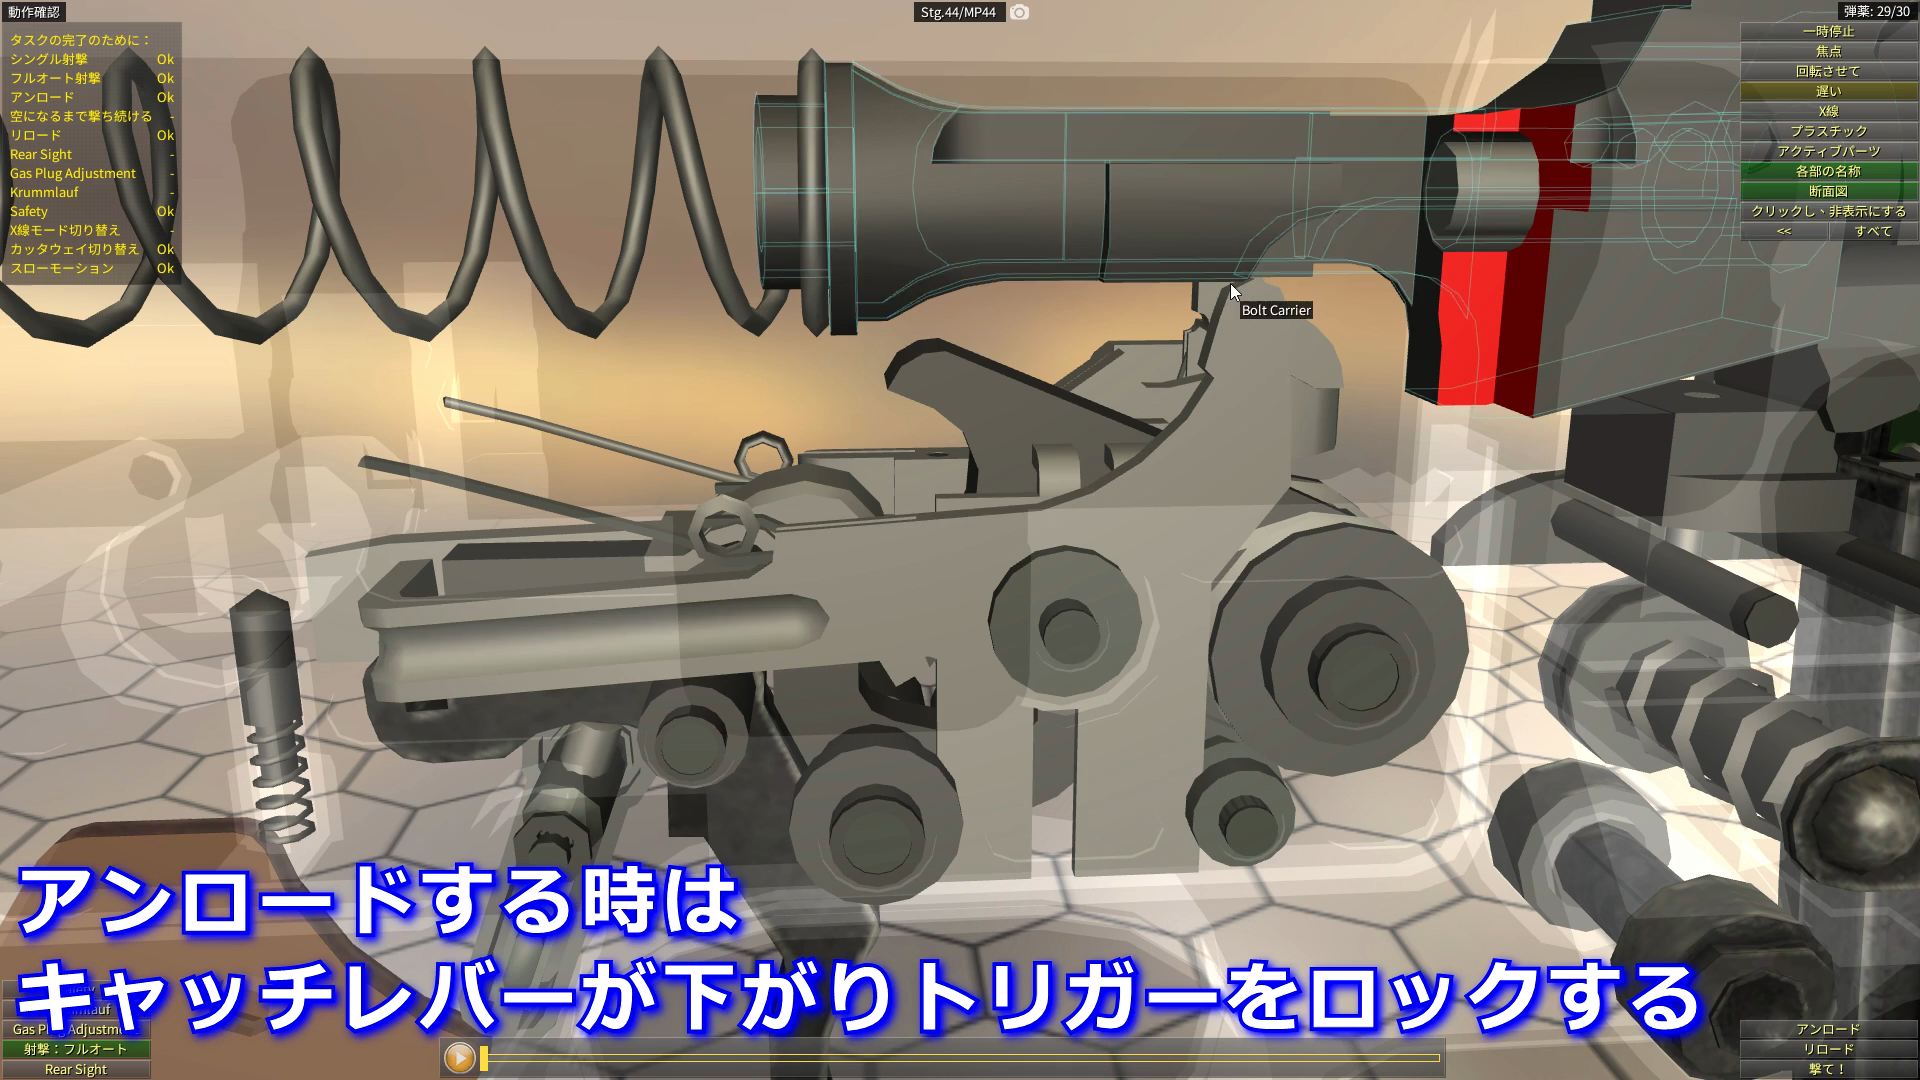 動作確認
Stg.44/MP44
弾薬: 29/30
タスクの完了のために：
シングル射撃 Ok
フルオート射撃 Ok
アンロード Ok
空になるまで撃ち続ける -
リロード Ok
Rear Sight -
Gas Plug Adjustment -
Krummlauf -
Safety Ok
X線モード切り替え -
カッタウェイ切り替え Ok
スローモーション Ok
一時停止
焦点
回転させて
遅い
X線
プラスチック
アクティブパーツ
各部の名称
断面図
クリックし、非表示にする
<< すべて
Bolt Carrier
アンロードする時は
キャッチレバーが下がりトリガーをロックする
射撃：フルオート
Rear Sight
アンロード
リロード
撃て！